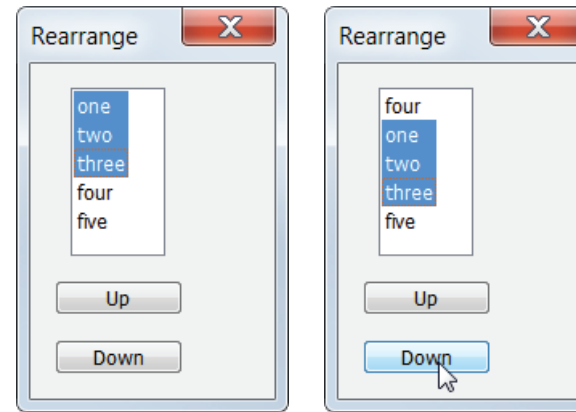 Rearrange
one
two
three
four
five
Up
Down
Rearrange
four
one
two
three
five
Up
Down